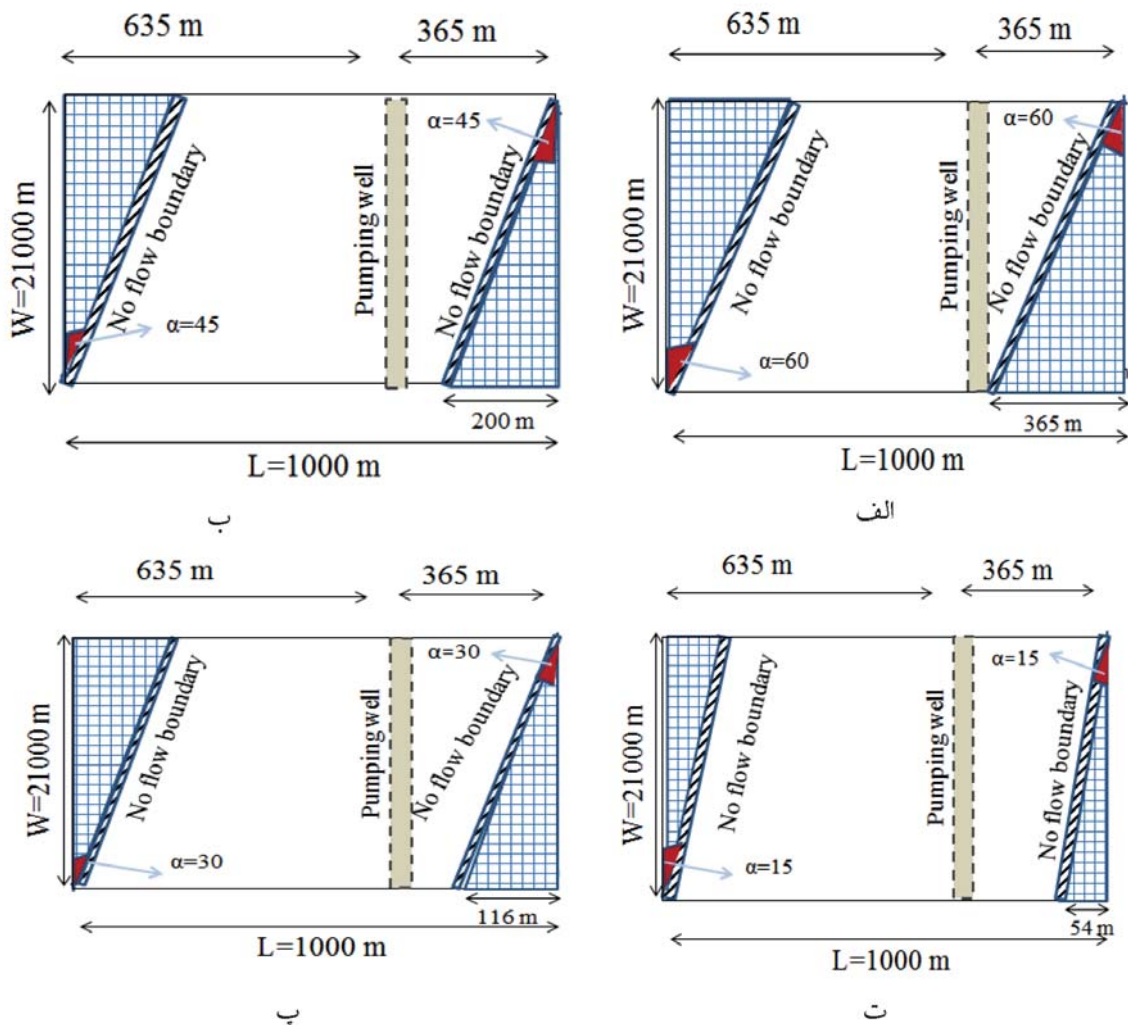 635 m 365 m
W=21000 m
No flow boundary
α=45
Pumping well
α=45
No flow boundary
200 m
L=1000 m
ب
635 m 365 m
W=21000 m
No flow boundary
α=60
Pumping well
α=60
No flow boundary
365 m
L=1000 m
الف
635 m 365 m
W=21000 m
No flow boundary
α=30
Pumping well
α=30
No flow boundary
116 m
L=1000 m
پ
635 m 365 m
W=21000 m
No flow boundary
α=15
Pumping well
α=15
No flow boundary
54 m
L=1000 m
ت